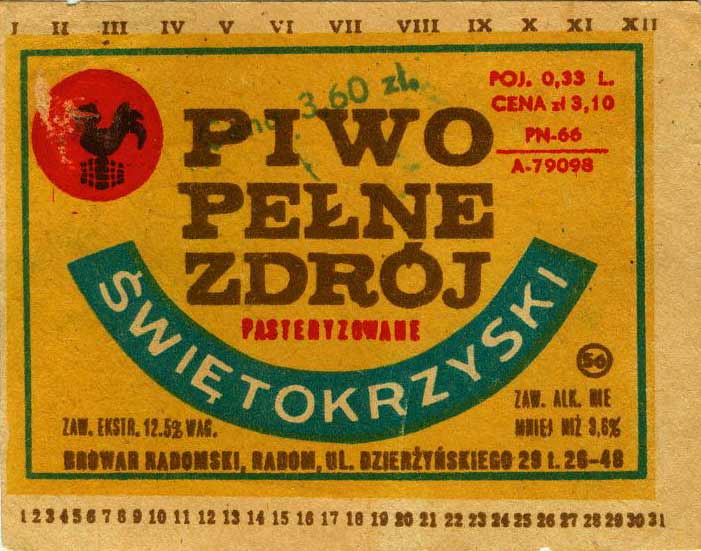 I II III IV V VI VII VIII IX X XI XII
POJ. 0,33 L.
CENA zł 3,10
PN-66
A-79098
Cena 3.60 zł
PIWO
PEŁNE
ZDRÓJ
ŚWIĘTOKRZYSKI
PASTERYZOWANE
56
ZAW. EKSTR. 12.5% WAG.
ZAW. ALK. NIE
MNIEJ NIŻ 3,6%
BROWAR RADOMSKI, RADOM, UL. DZIERŻYŃSKIEGO 29 t. 26-48
1 2 3 4 5 6 7 8 9 10 11 12 13 14 15 16 17 18 19 20 21 22 23 24 25 26 27 28 29 30 31